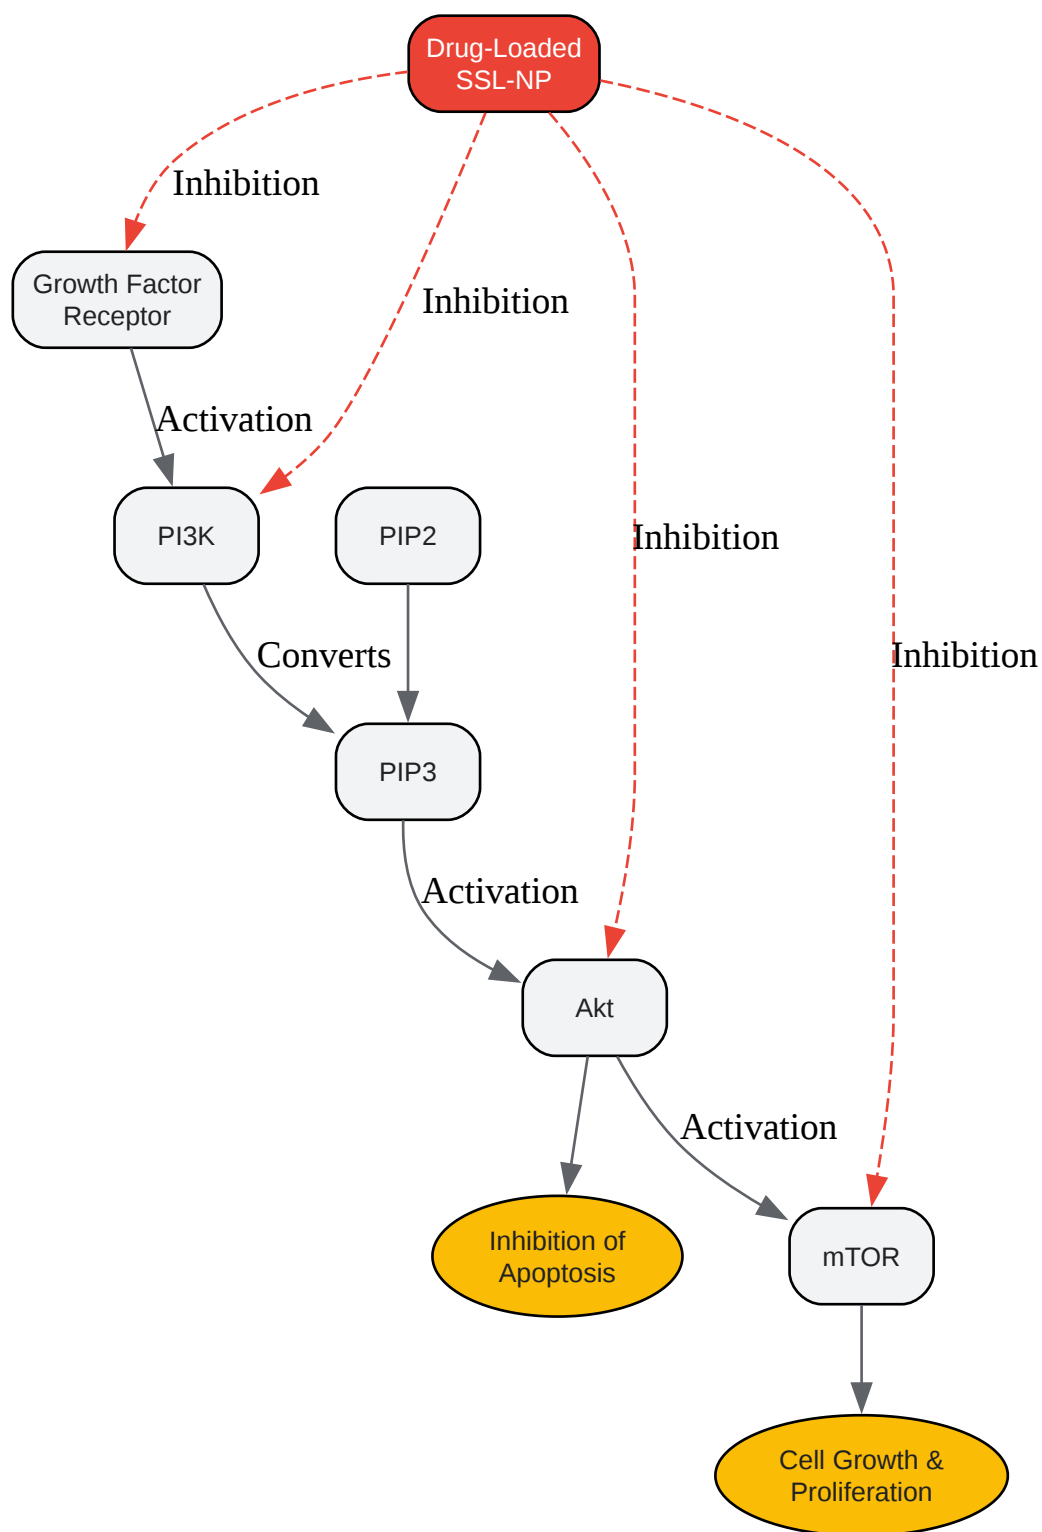 Drug-Loaded
SSL-NP
Inhibition
Growth Factor
Receptor
Inhibition
Activation
PI3K
PIP2
Inhibition
Converts
Inhibition
PIP3
Activation
Akt
Activation
Inhibition of
Apoptosis
mTOR
Cell Growth &
Proliferation